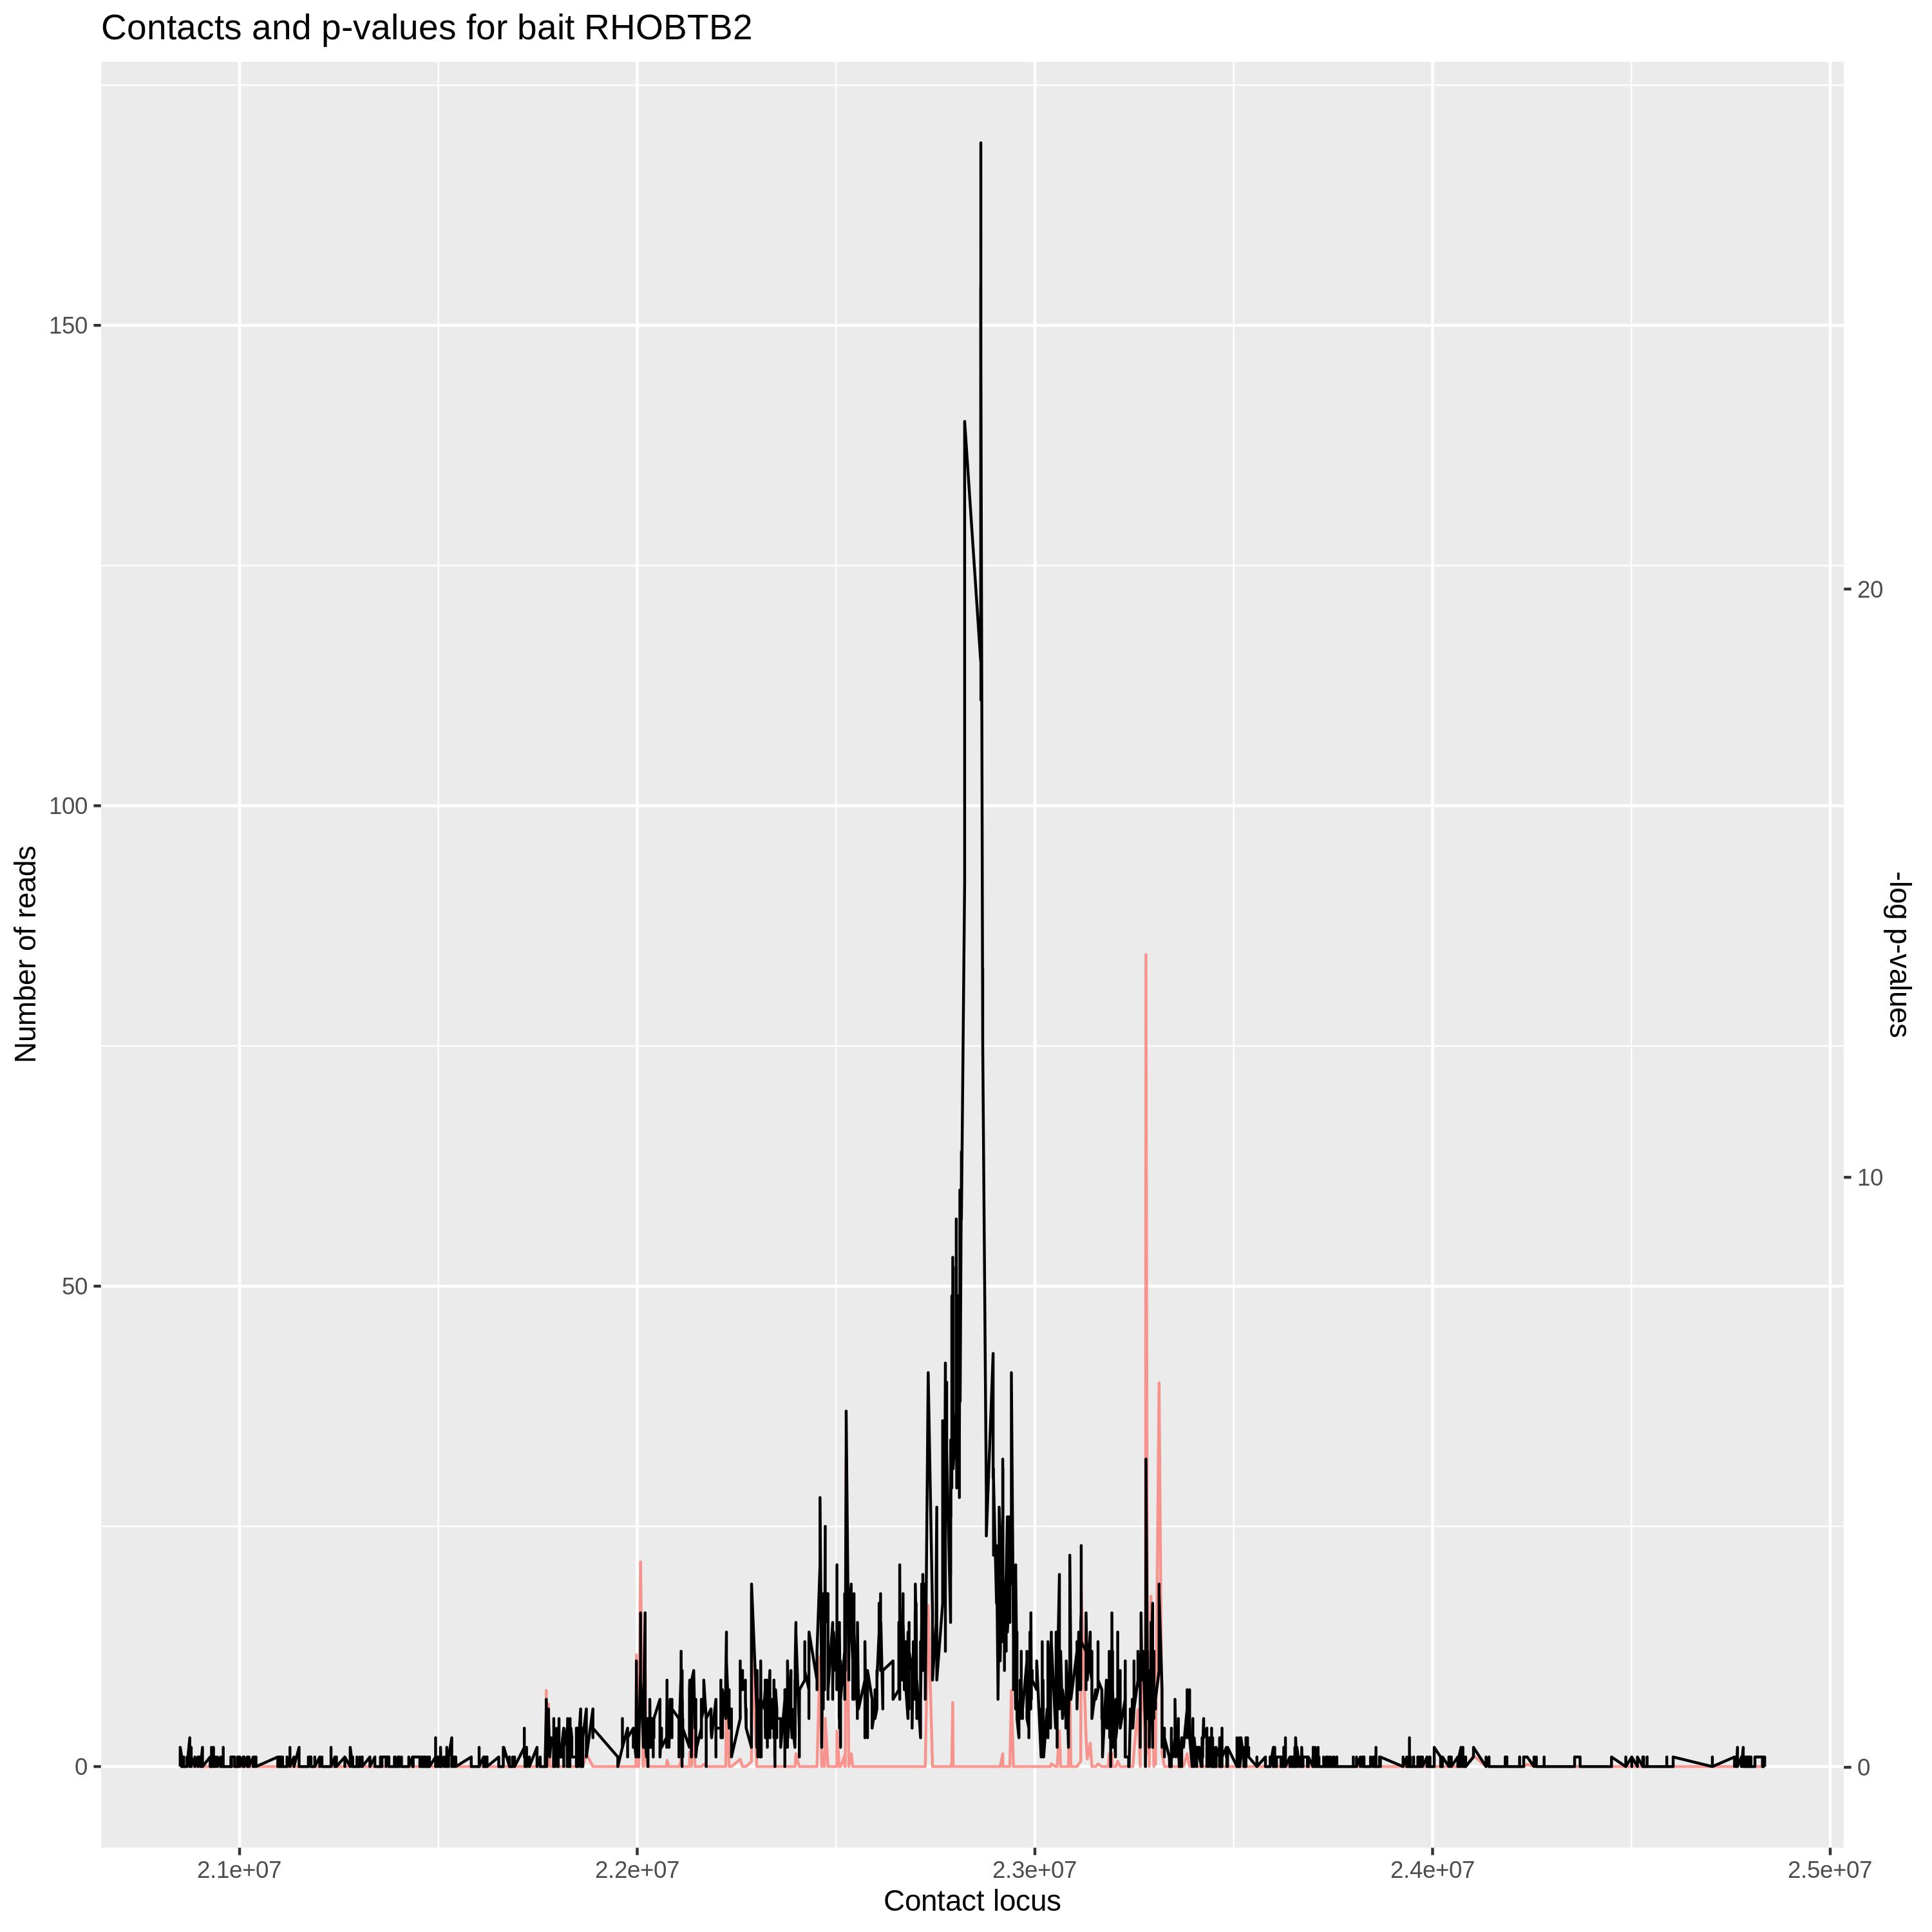 Contacts and p-values for bait RHOBTB2
150
100
50
0
Number of reads
20
10
0
-log p-values
2.1e+07 2.2e+07 2.3e+07 2.4e+07 2.5e+07
Contact locus